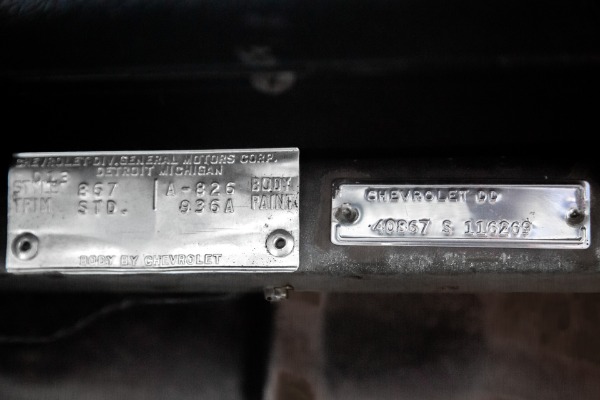 CHEVROLET DIV. GENERAL MOTORS CORP.
DETROIT MICHIGAN
D13
STYLE 867 A-826 BODY
TRIM STD. 936A PAINT
BODY BY CHEVROLET
CHEVROLET
40867 S 116269